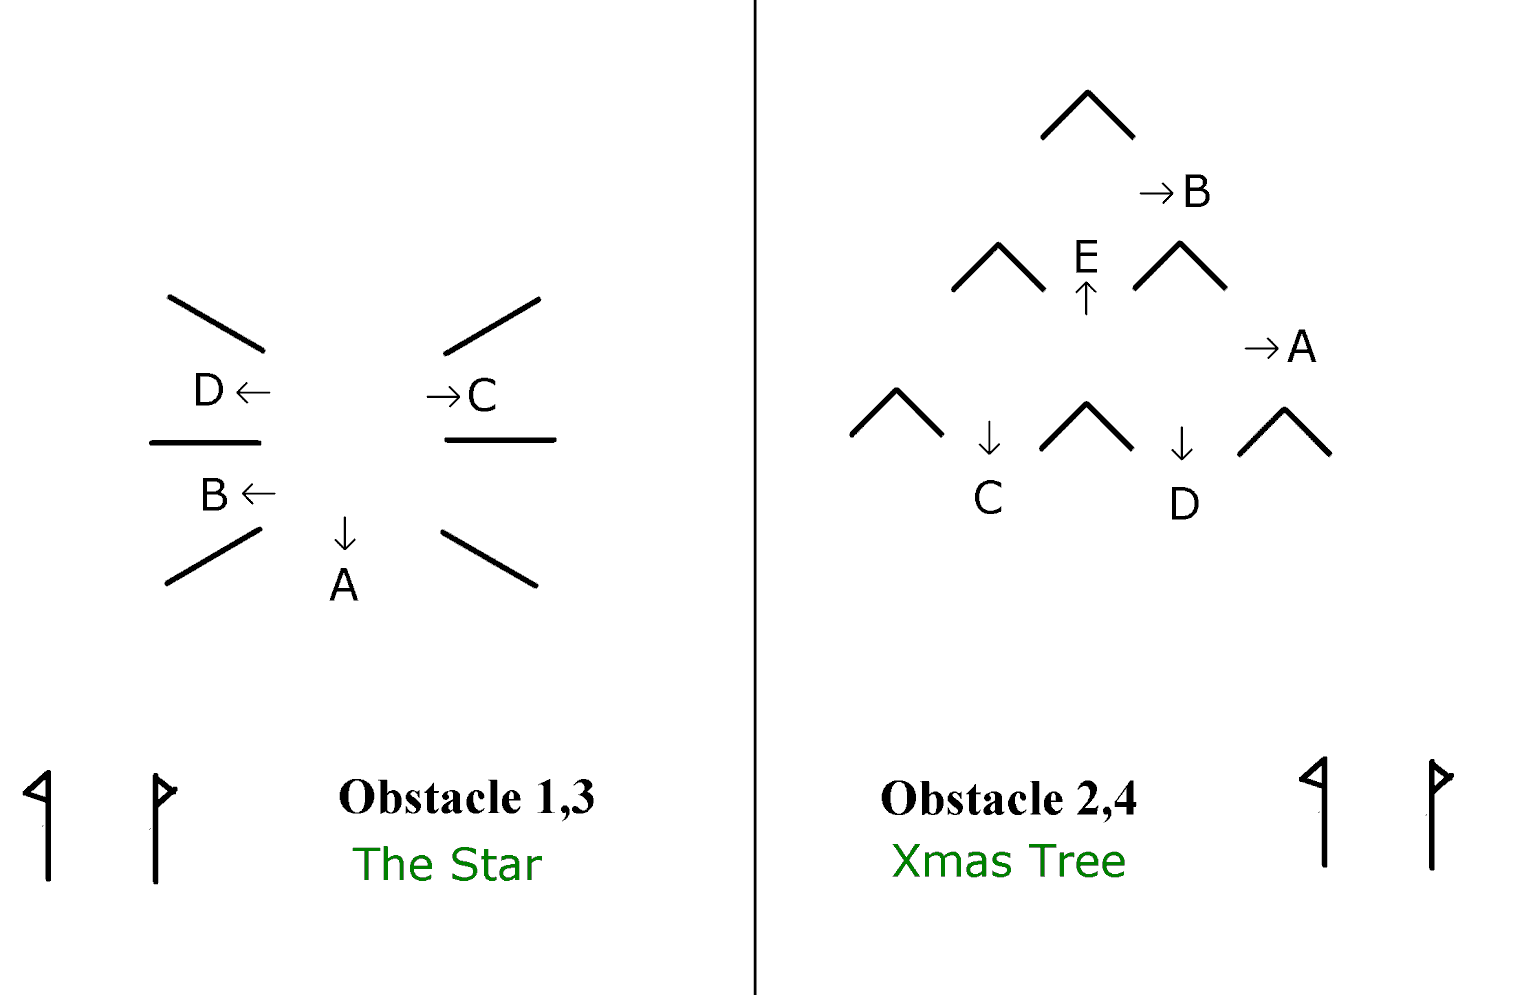 D ← → C
B ←
↓
A
Obstacle 1,3
The Star
→ B
E
↑
→ A
↓ ↓
C D
Obstacle 2,4
Xmas Tree